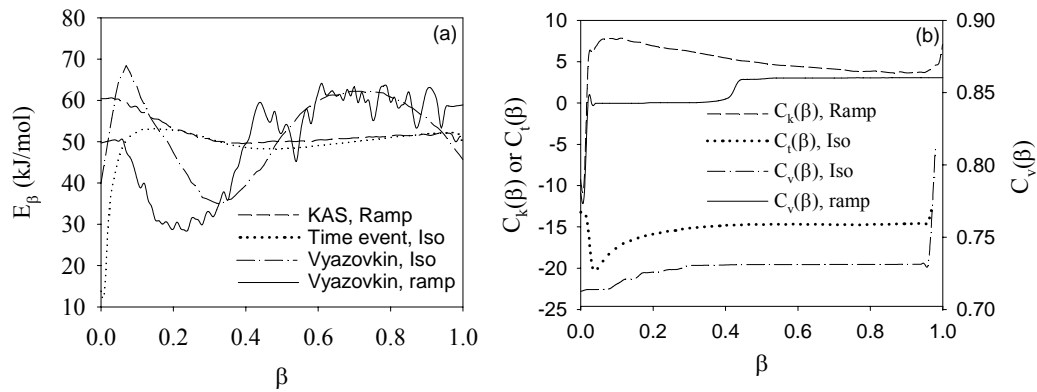 (a)
80
70
60
50
40
30
20
10
E_β (kJ/mol)
KAS, Ramp
Time event, Iso
Vyazovkin, Iso
Vyazovkin, ramp
0.0 0.2 0.4 0.6 0.8 1.0
β
(b)
10
5
0
-5
-10
-15
-20
-25
C_k(β) or C_t(β)
C_k(β), Ramp
C_t(β), Iso
C_v(β), Iso
C_v(β), ramp
0.90
0.85
0.80
0.75
0.70
C_v(β)
0.0 0.2 0.4 0.6 0.8 1.0
β